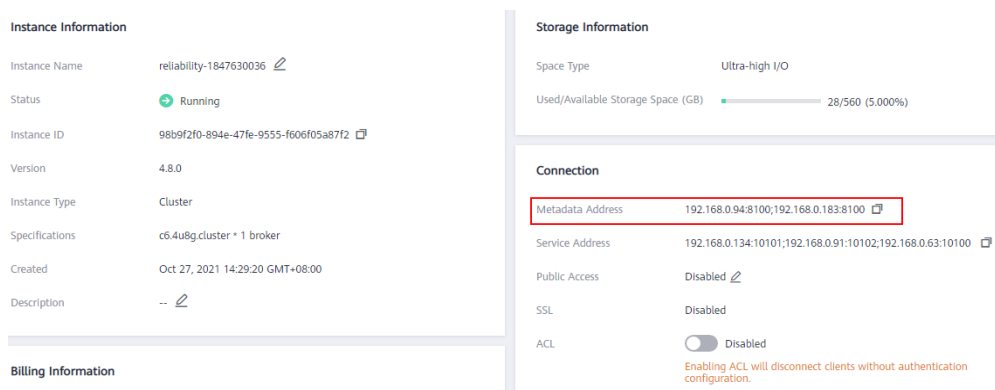 Instance Information
Instance Name reliability-1847630036
Status Running
Instance ID 98b9f2f0-894e-47fe-9555-f606f05a87f2
Version 4.8.0
Instance Type Cluster
Specifications c6.4u8g.cluster * 1 broker
Created Oct 27, 2021 14:29:20 GMT+08:00
Description --
Billing Information
Storage Information
Space Type Ultra-high I/O
Used/Available Storage Space (GB) 28/560 (5.000%)
Connection
Metadata Address 192.168.0.94:8100;192.168.0.183:8100
Service Address 192.168.0.134:10101;192.168.0.91:10102;192.168.0.63:10100
Public Access Disabled
SSL Disabled
ACL Disabled
Enabling ACL will disconnect clients without authentication
configuration.